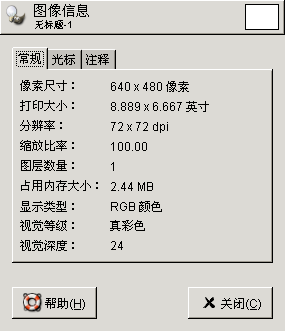 图像信息
无标题-1
常规 光标 注释
像素尺寸： 640 x 480 像素
打印大小： 8.889 x 6.667 英寸
分辨率： 72 x 72 dpi
缩放比率： 100.00
图层数量： 1
占用内存大小： 2.44 MB
显示类型： RGB 颜色
视觉等级： 真彩色
视觉深度： 24
帮助(H) 关闭(C)